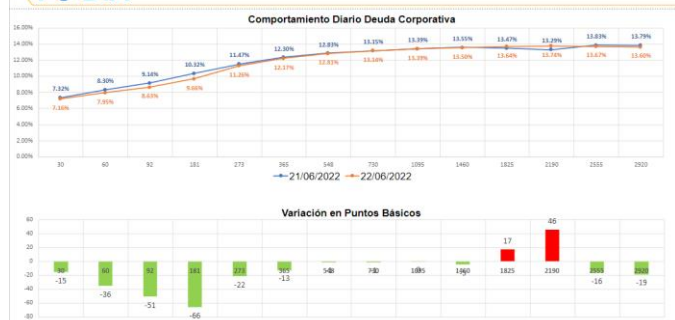 Comportamiento Diario Deuda Corporativa
16.00%
14.00%
12.00%
10.00%
8.00%
6.00%
4.00%
2.00%
0.00%
7.32% 8.30% 9.14% 10.32% 11.47% 12.30% 12.83% 13.15% 13.39% 13.55% 13.47% 13.29% 13.83% 13.79%
7.16% 7.95% 8.63% 9.66% 11.26% 12.17% 12.81% 13.14% 13.39% 13.50% 13.64% 13.74% 13.67% 13.60%
30 60 92 181 273 365 548 730 1095 1460 1825 2190 2555 2920
21/06/2022 22/06/2022
Variación en Puntos Básicos
60
40
20
0
-20
-40
-60
-80
30 60 92 181 273 365 548 730 1095 1460 1825 2190 2555 2920
-15 -36 -51 -66 -22 -13 17 46 -16 -19